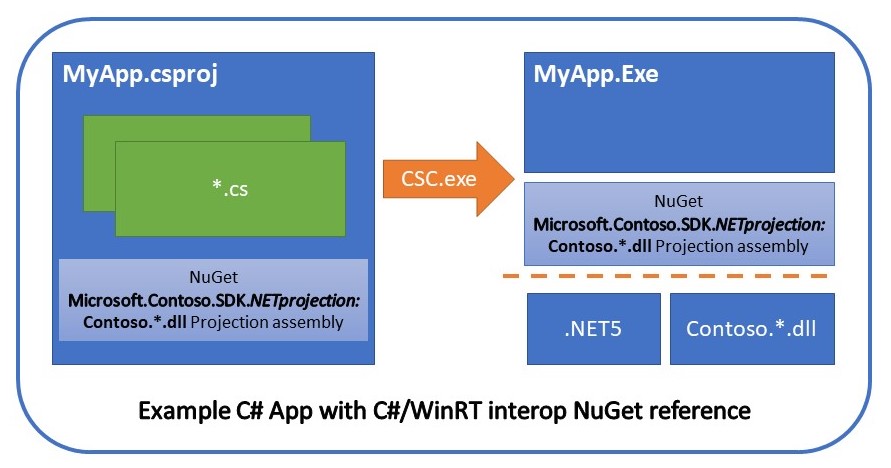 MyApp.csproj
*.cs
NuGet
Microsoft.Contoso.SDK.NETprojection:
Contoso.*.dll Projection assembly
CSC.exe
MyApp.Exe
NuGet
Microsoft.Contoso.SDK.NETprojection:
Contoso.*.dll Projection assembly
.NET5
Contoso.*.dll
Example C# App with C#/WinRT interop NuGet reference